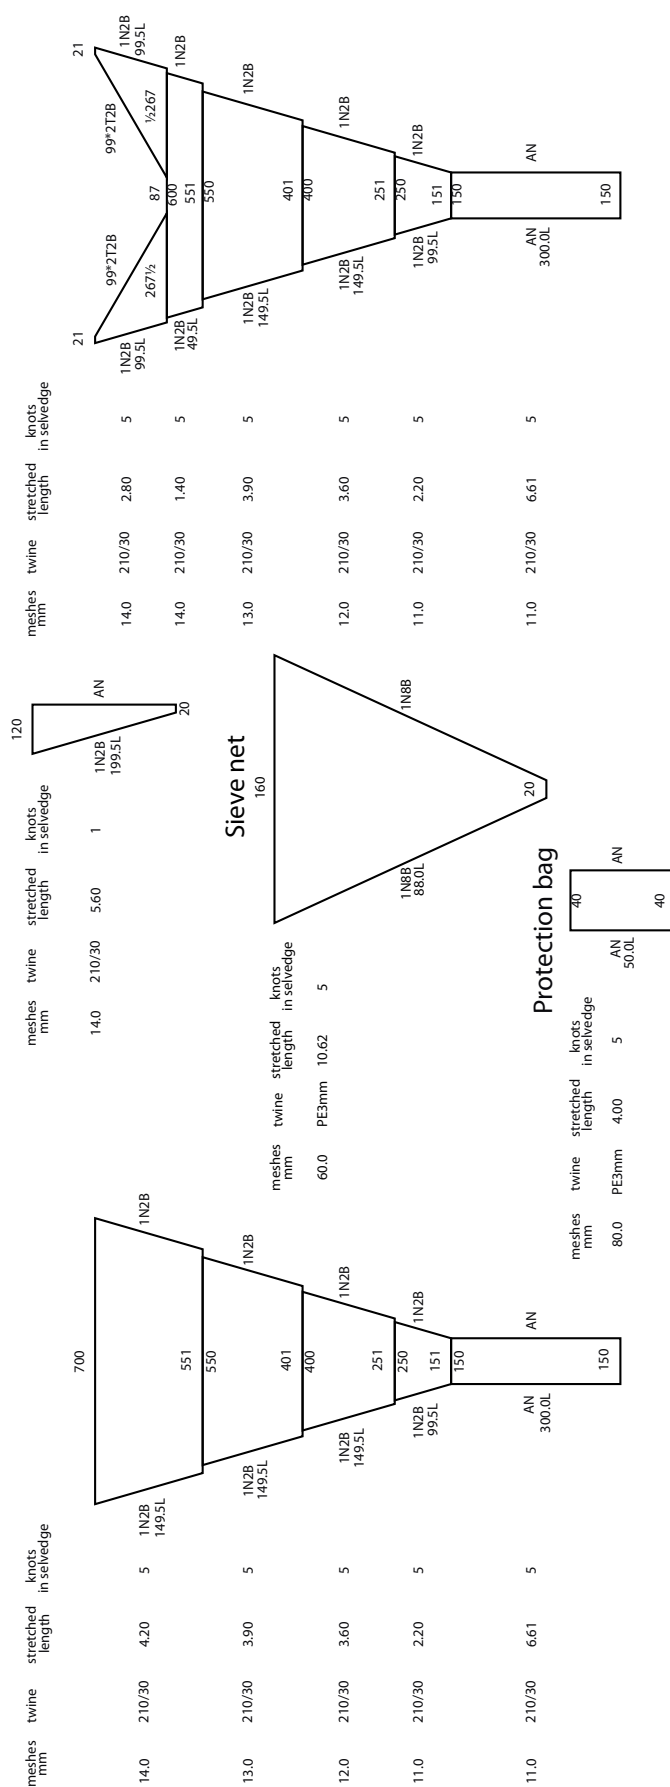 meshes twine stretched knots
mm length in selvedge
700
14.0 210/30 4.20 5 1N2B 1N2B
149.5L
551
550
13.0 210/30 3.90 5 1N2B 1N2B
149.5L
401
400
12.0 210/30 3.60 5 1N2B 1N2B
149.5L
251
250
11.0 210/30 2.20 5 1N2B 1N2B
99.5L
151
150
11.0 210/30 6.61 5 AN AN
300.0L
150
meshes twine stretched knots
mm length in selvedge
120
14.0 210/30 5.60 1 1N2B AN
199.5L
20
Sieve net
meshes twine stretched knots
mm length in selvedge
160
60.0 PE3mm 10.62 5
1N8B 1N8B
88.0L
20
Protection bag
meshes twine stretched knots
mm length in selvedge
40
80.0 PE3mm 4.00 5 AN AN
50.0L
40
meshes twine stretched knots
mm length in selvedge
21 21
99*2T2B 99*2T2B
14.0 210/30 2.80 5 1N2B 1N2B
99.5L 99.5L
267½ 87 ½267
600
14.0 210/30 1.40 5 1N2B 1N2B
49.5L
551
550
13.0 210/30 3.90 5 1N2B 1N2B
149.5L
401
400
12.0 210/30 3.60 5 1N2B 1N2B
149.5L
251
250
11.0 210/30 2.20 5 1N2B 1N2B
99.5L
151
150
11.0 210/30 6.61 5 AN AN
300.0L
150